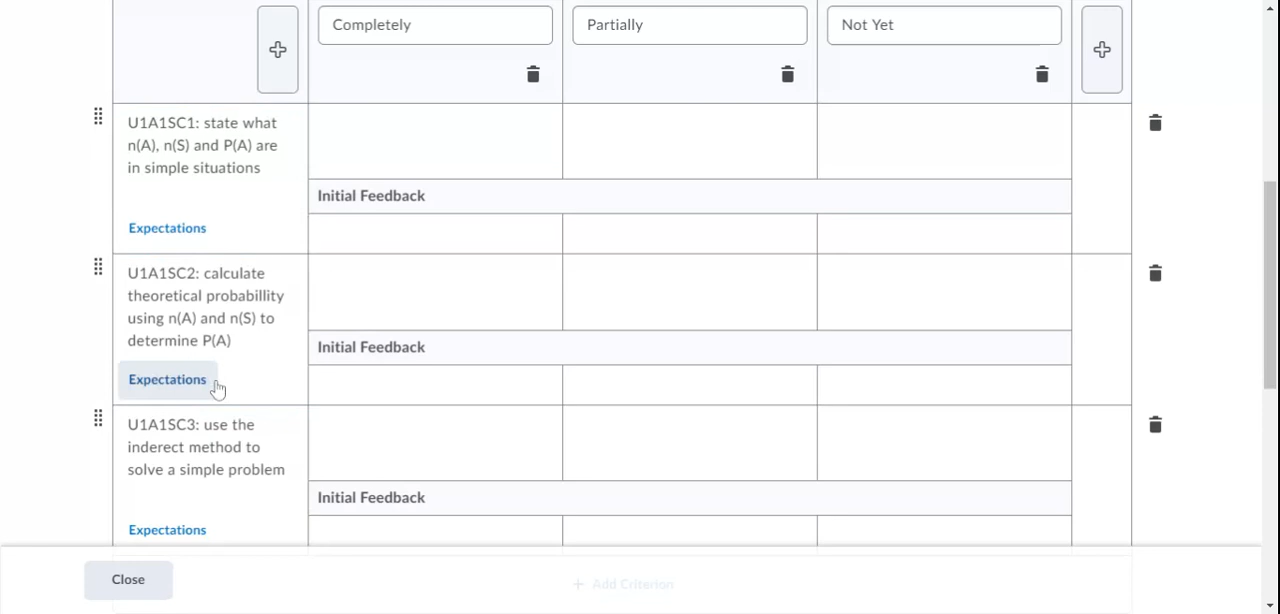 Completely
Partially
Not Yet
U1A1SC1: state what
n(A), n(S) and P(A) are
in simple situations
Initial Feedback
Expectations
U1A1SC2: calculate
theoretical probabillity
using n(A) and n(S) to
determine P(A)
Initial Feedback
Expectations
U1A1SC3: use the
inderect method to
solve a simple problem
Initial Feedback
Expectations
Close
+ Add Criterion